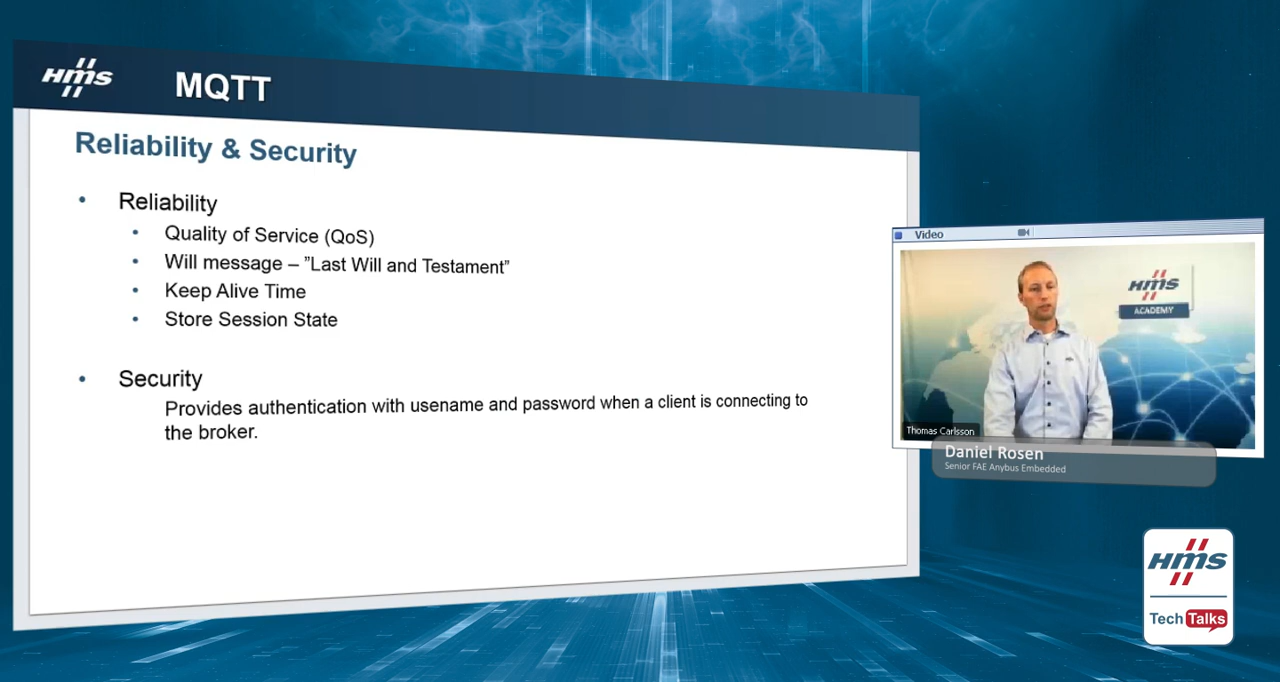 HMS
MQTT
Reliability & Security
• Reliability
• Quality of Service (QoS)
• Will message – ”Last Will and Testament”
• Keep Alive Time
• Store Session State
• Security
Provides authentication with usename and password when a client is connecting to
the broker.
Video
HMS
ACADEMY
Thomas Carlsson
Daniel Rosen
Senior FAE Anybus Embedded
HMS
Tech Talks